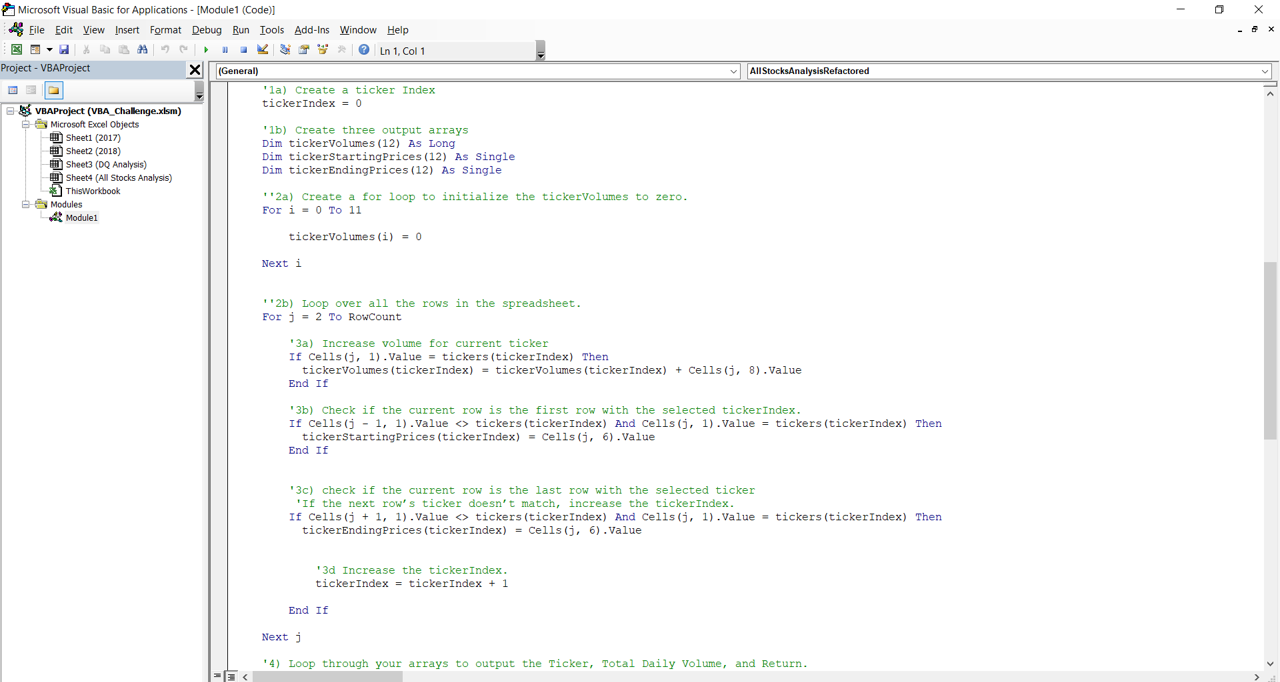 Microsoft Visual Basic for Applications - [Module1 (Code)]
File Edit View Insert Format Debug Run Tools Add-Ins Window Help
Ln 1, Col 1
Project - VBAProject
(General)
AllStocksAnalysisRefactored
VBAProject (VBA_Challenge.xlsm)
Microsoft Excel Objects
Sheet1 (2017)
Sheet2 (2018)
Sheet3 (DQ Analysis)
Sheet4 (All Stocks Analysis)
ThisWorkbook
Modules
Module1
'1a) Create a ticker Index
tickerIndex = 0
'1b) Create three output arrays
Dim tickerVolumes(12) As Long
Dim tickerStartingPrices(12) As Single
Dim tickerEndingPrices(12) As Single
''2a) Create a for loop to initialize the tickerVolumes to zero.
For i = 0 To 11
tickerVolumes(i) = 0
Next i
''2b) Loop over all the rows in the spreadsheet.
For j = 2 To RowCount
'3a) Increase volume for current ticker
If Cells(j, 1).Value = tickers(tickerIndex) Then
tickerVolumes(tickerIndex) = tickerVolumes(tickerIndex) + Cells(j, 8).Value
End If
'3b) Check if the current row is the first row with the selected tickerIndex.
If Cells(j - 1, 1).Value <> tickers(tickerIndex) And Cells(j, 1).Value = tickers(tickerIndex) Then
tickerStartingPrices(tickerIndex) = Cells(j, 6).Value
End If
'3c) check if the current row is the last row with the selected ticker
'If the next row’s ticker doesn’t match, increase the tickerIndex.
If Cells(j + 1, 1).Value <> tickers(tickerIndex) And Cells(j, 1).Value = tickers(tickerIndex) Then
tickerEndingPrices(tickerIndex) = Cells(j, 6).Value
'3d Increase the tickerIndex.
tickerIndex = tickerIndex + 1
End If
Next j
'4) Loop through your arrays to output the Ticker, Total Daily Volume, and Return.